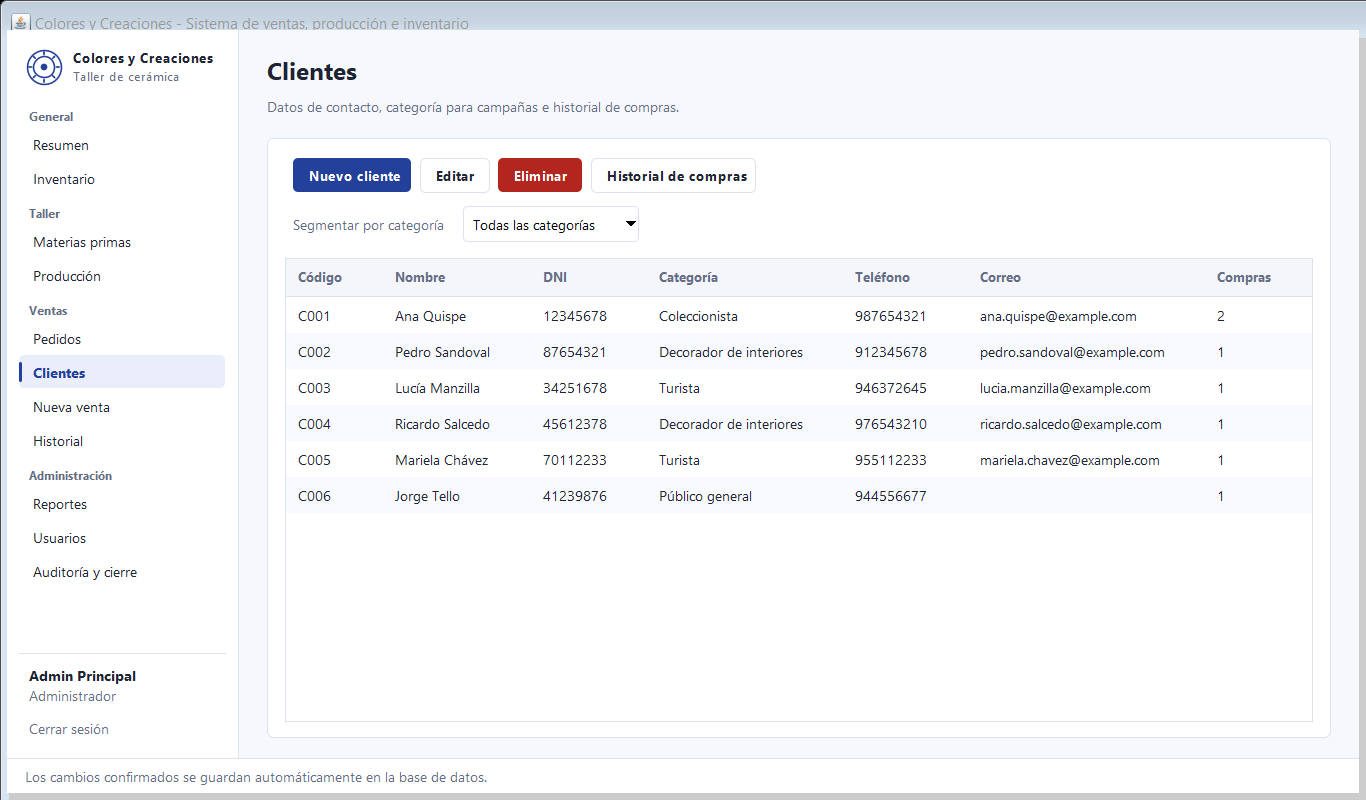 Colores y Creaciones - Sistema de ventas, producción e inventario
Colores y Creaciones
Taller de cerámica
General
Resumen
Inventario
Taller
Materias primas
Producción
Ventas
Pedidos
Clientes
Nueva venta
Historial
Administración
Reportes
Usuarios
Auditoría y cierre
Admin Principal
Administrador
Cerrar sesión
Clientes
Datos de contacto, categoría para campañas e historial de compras.
Nuevo cliente Editar Eliminar Historial de compras
Segmentar por categoría Todas las categorías
Código Nombre DNI Categoría Teléfono Correo Compras
C001 Ana Quispe 12345678 Coleccionista 987654321 ana.quispe@example.com 2
C002 Pedro Sandoval 87654321 Decorador de interiores 912345678 pedro.sandoval@example.com 1
C003 Lucía Manzilla 34251678 Turista 946372645 lucia.manzilla@example.com 1
C004 Ricardo Salcedo 45612378 Decorador de interiores 976543210 ricardo.salcedo@example.com 1
C005 Mariela Chávez 70112233 Turista 955112233 mariela.chavez@example.com 1
C006 Jorge Tello 41239876 Público general 944556677 1
Los cambios confirmados se guardan automáticamente en la base de datos.